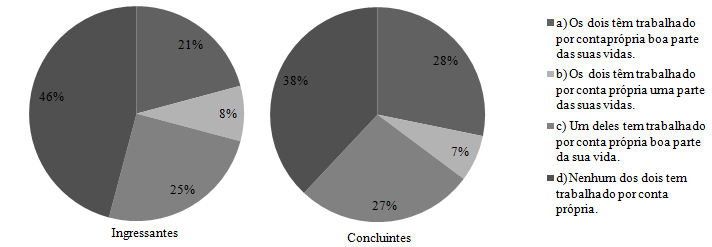 21%
8%
25%
46%
Ingressantes
28%
7%
27%
38%
Concluintes
a) Os dois têm trabalhado
por contaprópria boa parte
das suas vidas.
b) Os dois têm trabalhado
por conta própria uma parte
das suas vidas.
c) Um deles tem trabalhado
por conta própria boa parte
da sua vida.
d) Nenhum dos dois tem
trabalhado por conta
própria.